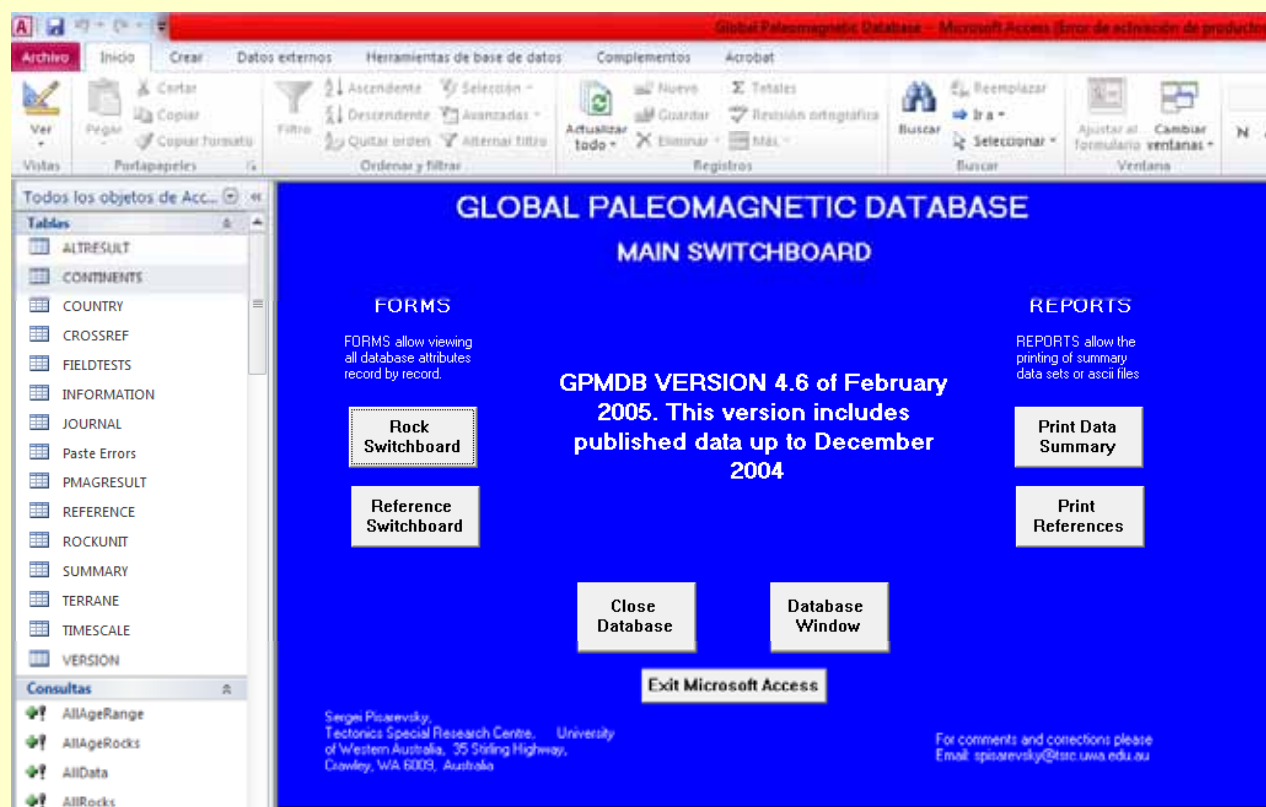 Global Paleomagnetic Database - Microsoft Access (Error de activación de productos
Archivo Inicio Crear Datos externos Herramientas de base de datos Complementos Acrobat
Ver
Pegar
Cortar
Copiar
Copiar formato
Filtro
Ascendente
Descendente
Quitar orden
Selección
Avanzadas
Alternar filtro
Actualizar todo
Nuevo
Guardar
Eliminar
Totales
Revisión ortográfica
Más
Buscar
Reemplazar
Ir a
Seleccionar
Ajustar al formulario
Cambiar ventanas
N
Vistas Portapapeles Ordenar y filtrar Registros Buscar Ventana
Todos los objetos de Acc...
Tablas
ALTRESULT
CONTINENTS
COUNTRY
CROSSREF
FIELDTESTS
INFORMATION
JOURNAL
Paste Errors
PMAGRESULT
REFERENCE
ROCKUNIT
SUMMARY
TERRANE
TIMESCALE
VERSION
Consultas
AllAgeRange
AllAgeRocks
AllData
AllRocks
GLOBAL PALEOMAGNETIC DATABASE
MAIN SWITCHBOARD
FORMS
FORMS allow viewing
all database attributes
record by record.
Rock
Switchboard
Reference
Switchboard
GPMDB VERSION 4.6 of February
2005. This version includes
published data up to December
2004
REPORTS
REPORTS allow the
printing of summary
data sets or ascii files
Print Data
Summary
Print
References
Close
Database
Database
Window
Exit Microsoft Access
Sergei Pisarevsky,
Tectonics Special Research Centre, University
of Western Australia, 35 Stirling Highway,
Crawley, WA 6009, Australia
For comments and corrections please
Email: spisarevsky@tsrc.uwa.edu.au